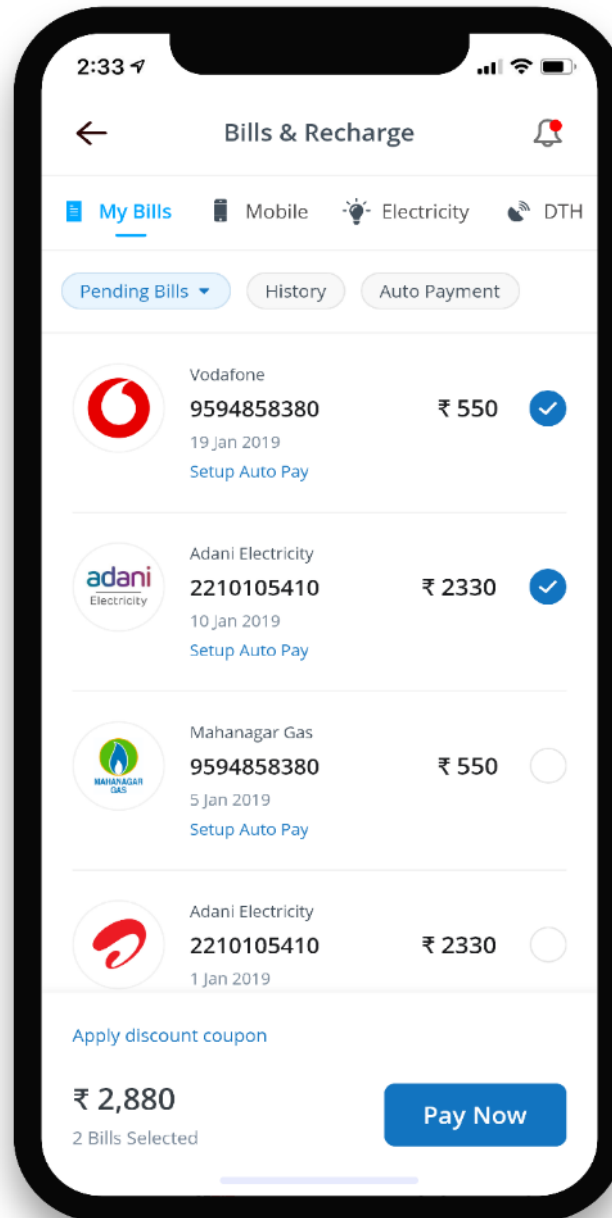 2:33
Bills & Recharge
My Bills Mobile Electricity DTH
Pending Bills History Auto Payment
Vodafone
9594858380 ₹ 550
19 Jan 2019
Setup Auto Pay
adani
Electricity
Adani Electricity
2210105410 ₹ 2330
10 Jan 2019
Setup Auto Pay
MAHANAGAR
GAS
Mahanagar Gas
9594858380 ₹ 550
5 Jan 2019
Setup Auto Pay
Adani Electricity
2210105410 ₹ 2330
1 Jan 2019
Apply discount coupon
₹ 2,880
2 Bills Selected
Pay Now